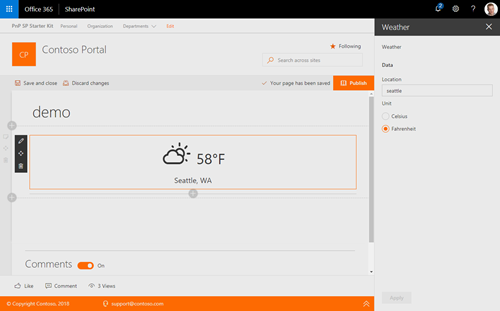 Office 365 SharePoint 2 ?
PnP SP Starter Kit Personal Organization Departments Edit
CP Contoso Portal
Following
Search across sites
Save and close Discard changes Your page has been saved Publish
demo
58°F
Seattle, WA
Comments On
Like Comment 3 Views
© Copyright Contoso, 2018 support@contoso.com
Weather
Weather
Data
Location
seattle
Unit
Celsius
Fahrenheit
Apply